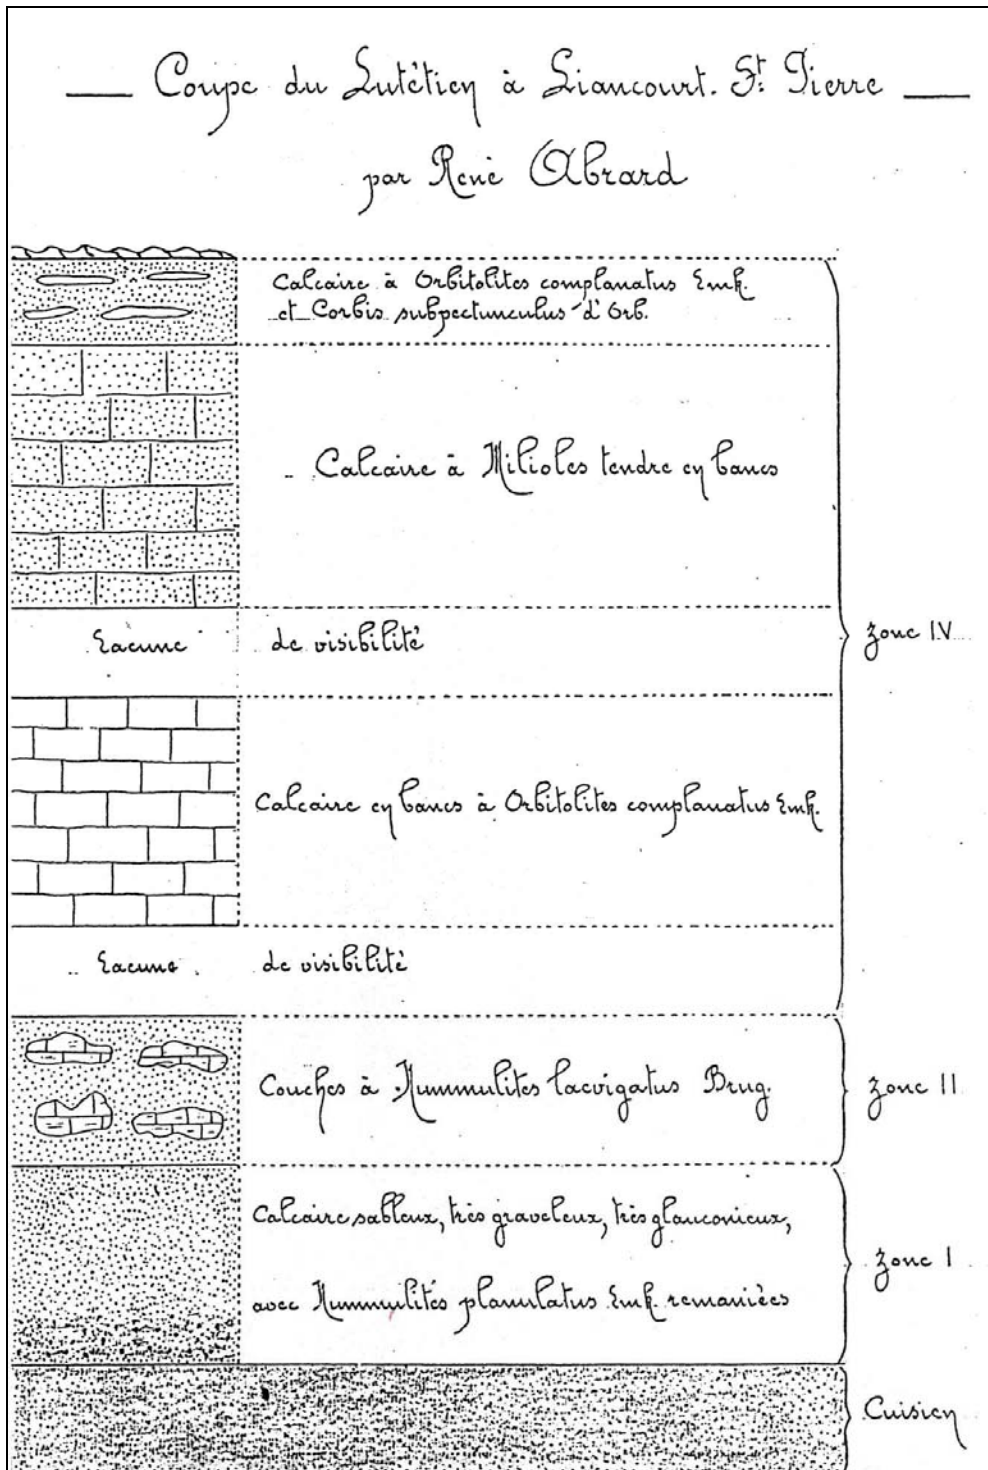 Coupe du Lutétien à Liancourt. St. Pierre
par René Abrard
Calcaire à Orbitolites complanatus Lmk.
et Corbis subpectunculus d'Orb.
Calcaire à Milioles tendre en bancs
Lacune de visibilité
zone IV
Calcaire en bancs à Orbitolites complanatus Lmk.
Lacune de visibilité
Couches à Nummulites laevigatus Brug.
zone II
Calcaire sableux, très graveleux, très glauconieux,
avec Nummulites planulatus Lmk. remaniées
zone I
Cuisien